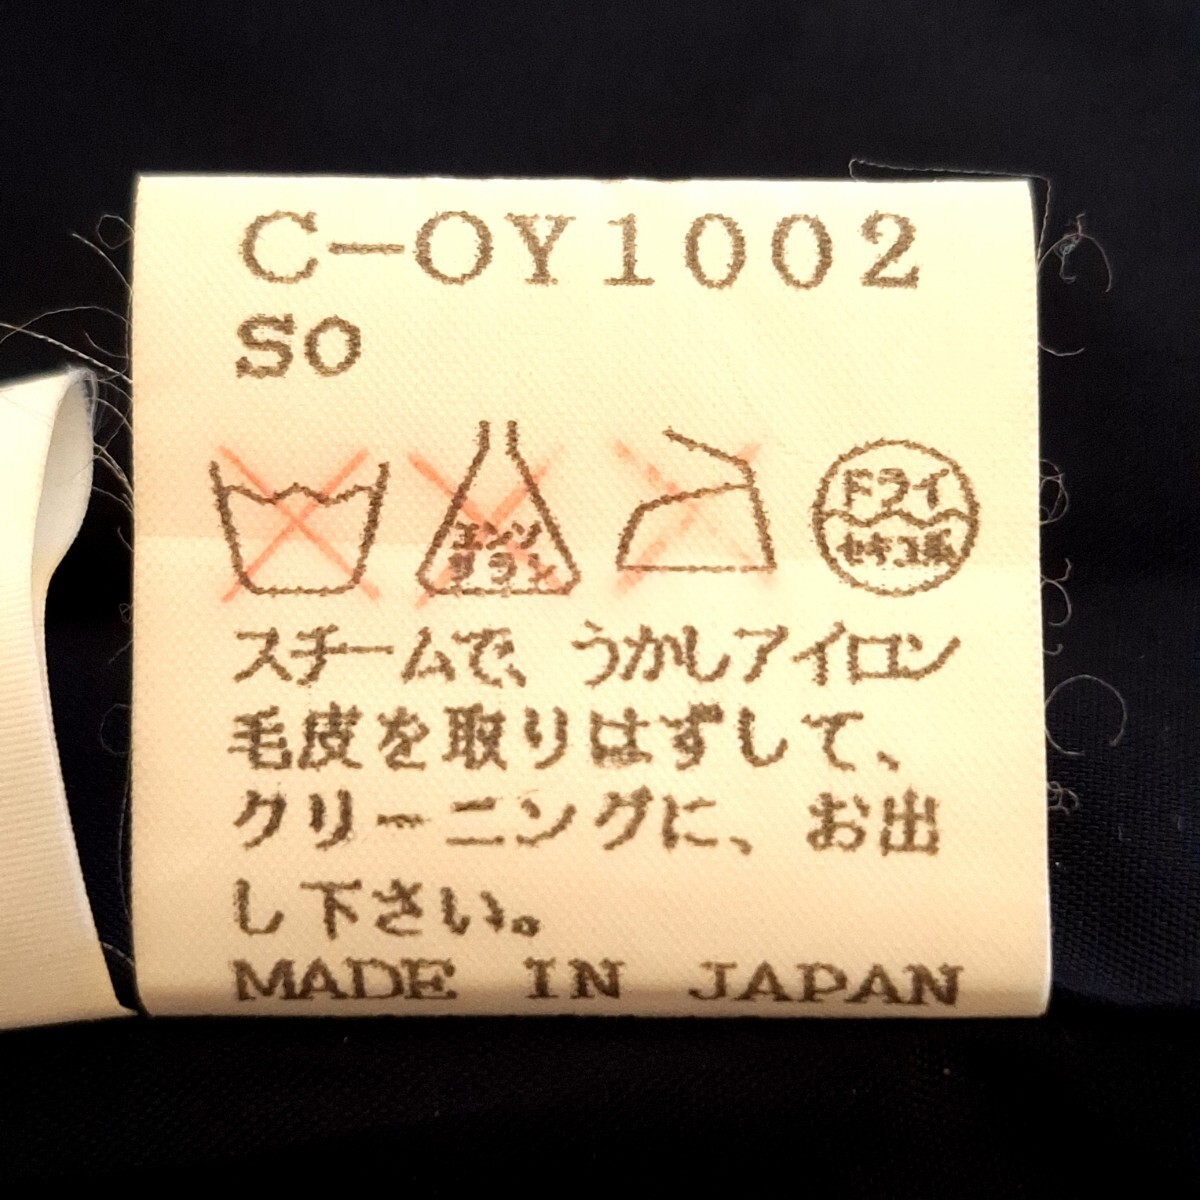 C-OY1002
SO
エンソ
サラシ
ドライ
セキユ系
スチームで、うかしアイロン
毛皮を取りはずして、
クリーニングに、お出
し下さい。
MADE IN JAPAN